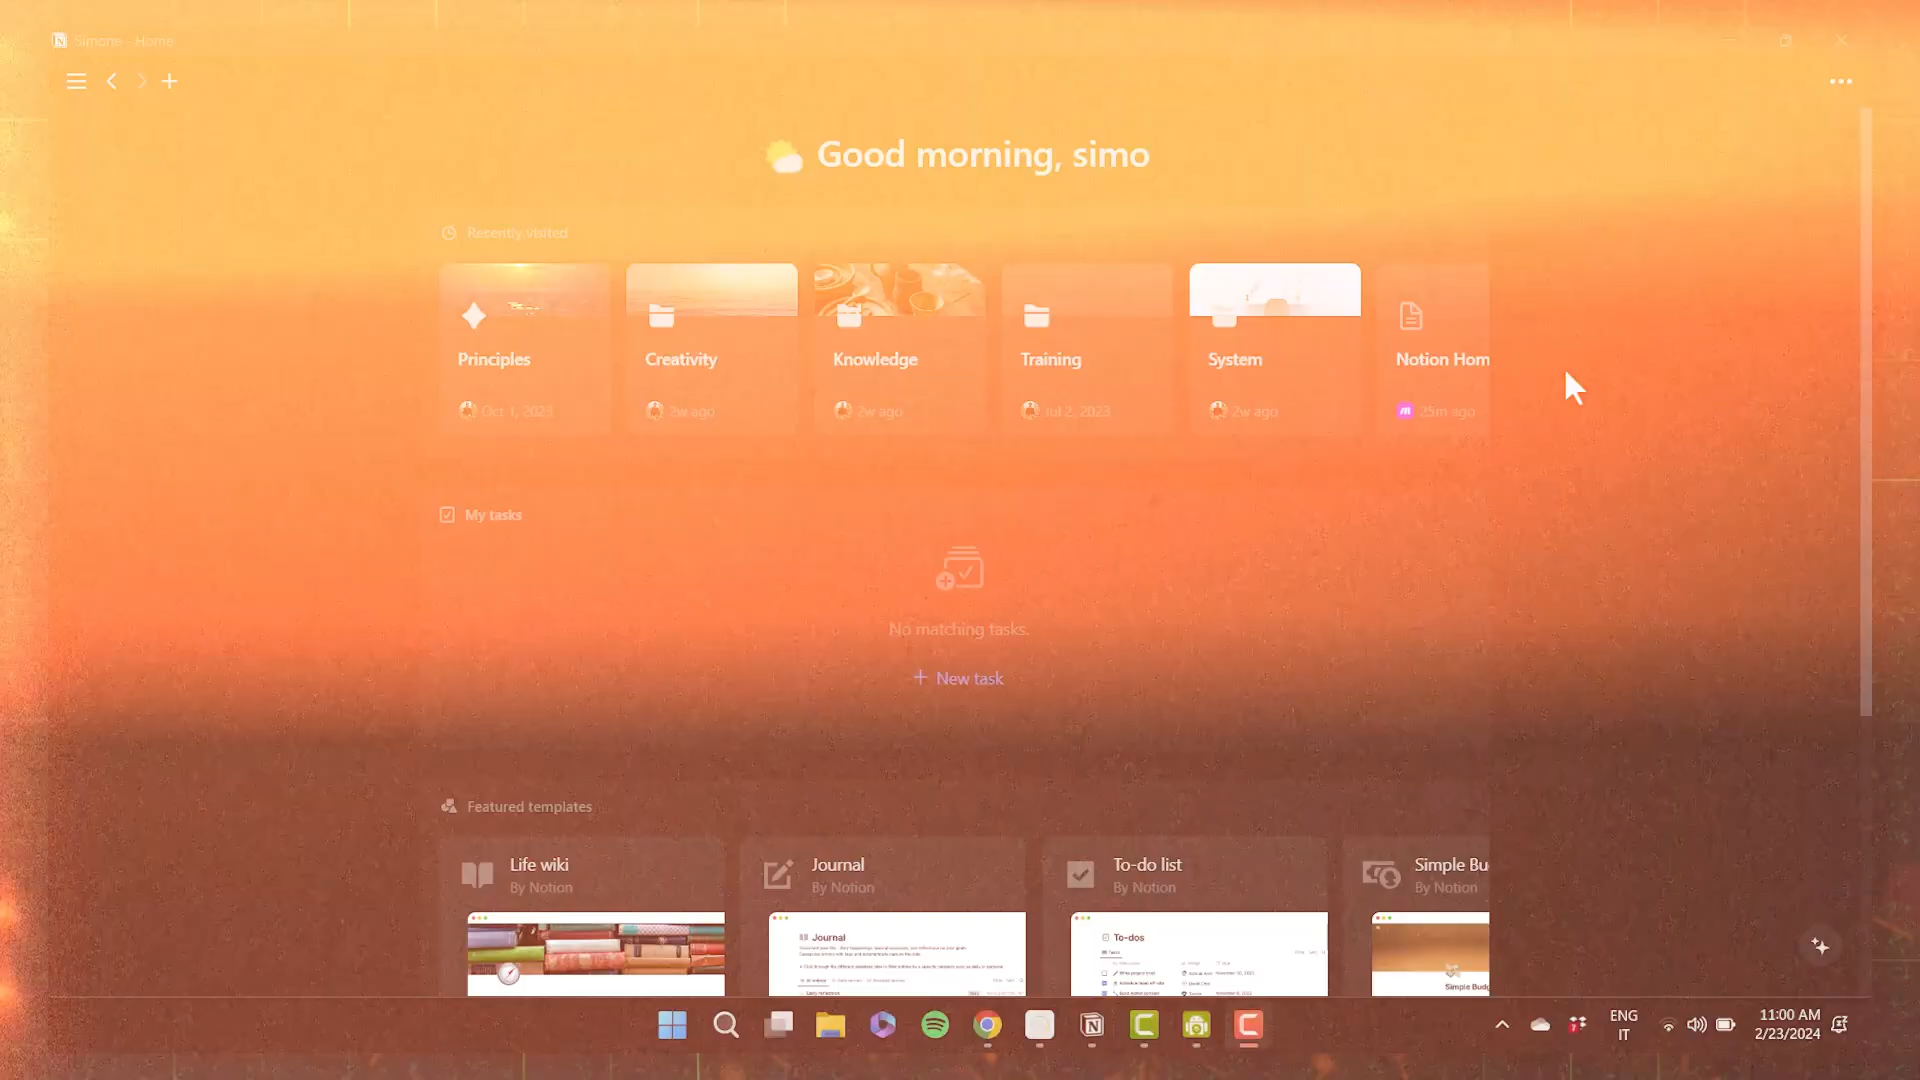 Simone - Home
Good morning, simo
Recently visited
Principles
Oct 1, 2023
Creativity
2w ago
Knowledge
2w ago
Training
Jul 2, 2023
System
2w ago
Notion Hom
25m ago
My tasks
No matching tasks.
+ New task
Featured templates
Life wiki
By Notion
Journal
By Notion
Journal
To-do list
By Notion
To-dos
Simple Bu
By Notion
Simple Budg
ENG
IT
11:00 AM
2/23/2024